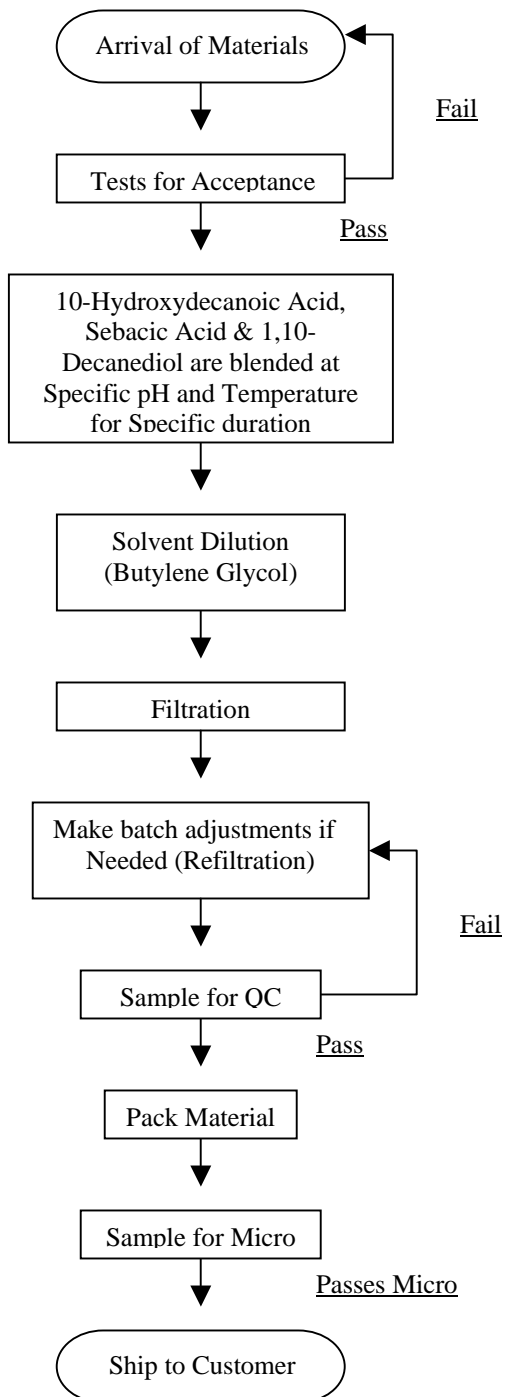 Arrival of Materials
Fail
Tests for Acceptance
Pass
10-Hydroxydecanoic Acid,
Sebacic Acid & 1,10-
Decanediol are blended at
Specific pH and Temperature
for Specific duration
Solvent Dilution
(Butylene Glycol)
Filtration
Make batch adjustments if
Needed (Refiltration)
Fail
Sample for QC
Pass
Pack Material
Sample for Micro
Passes Micro
Ship to Customer